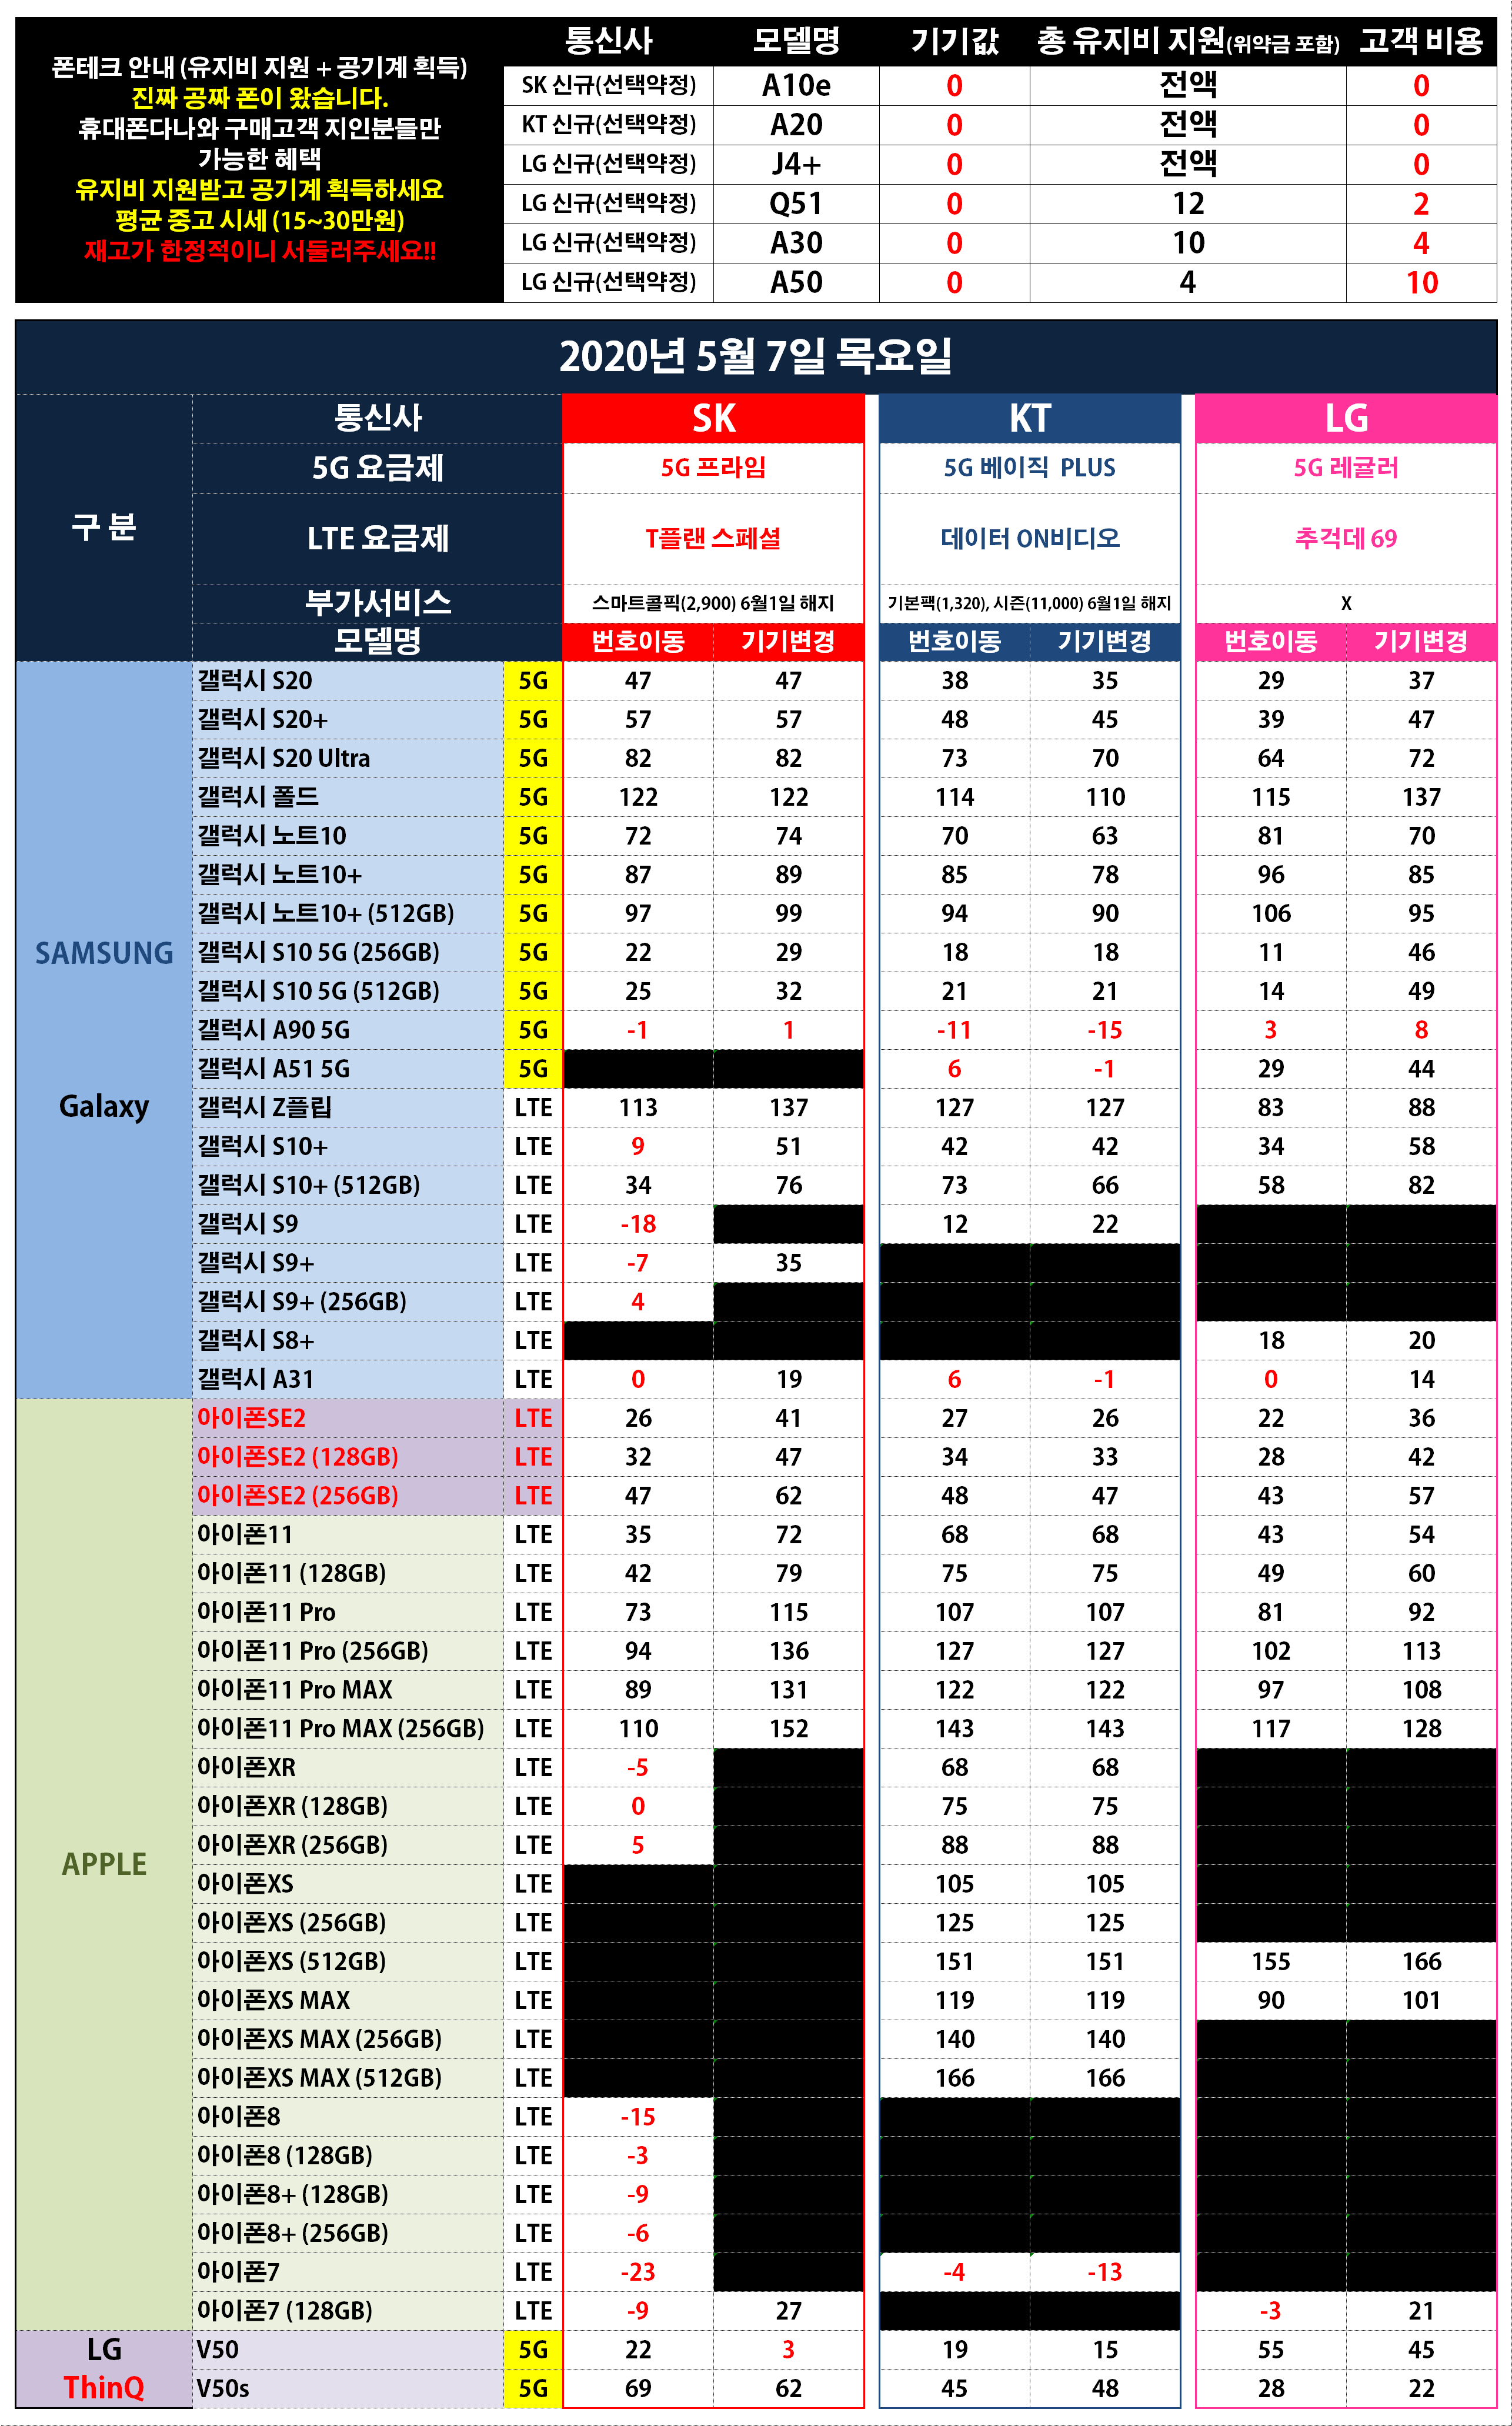 폰테크 안내 (유지비 지원 + 공기계 획득)
진짜 공짜 폰이 왔습니다.
휴대폰다나와 구매고객 지인분들만
가능한 혜택
유지비 지원받고 공기계 획득하세요
평균 중고 시세 (15~30만원)
재고가 한정적이니 서둘러주세요!!
통신사 모델명 기기값 총 유지비 지원(위약금 포함) 고객 비용
SK 신규(선택약정) A10e 0 전액 0
KT 신규(선택약정) A20 0 전액 0
LG 신규(선택약정) J4+ 0 전액 0
LG 신규(선택약정) Q51 0 12 2
LG 신규(선택약정) A30 0 10 4
LG 신규(선택약정) A50 0 4 10
2020년 5월 7일 목요일
구 분
통신사 SK KT LG
5G 요금제 5G 프라임 5G 베이직 PLUS 5G 레귤러
LTE 요금제 T플랜 스페셜 데이터 ON비디오 추걱데 69
부가서비스 스마트콜픽(2,900) 6월1일 해지 기본팩(1,320), 시즌(11,000) 6월1일 해지 X
모델명 번호이동 기기변경 번호이동 기기변경 번호이동 기기변경
SAMSUNG
Galaxy
갤럭시 S20 5G 47 47 38 35 29 37
갤럭시 S20+ 5G 57 57 48 45 39 47
갤럭시 S20 Ultra 5G 82 82 73 70 64 72
갤럭시 폴드 5G 122 122 114 110 115 137
갤럭시 노트10 5G 72 74 70 63 81 70
갤럭시 노트10+ 5G 87 89 85 78 96 85
갤럭시 노트10+ (512GB) 5G 97 99 94 90 106 95
갤럭시 S10 5G (256GB) 5G 22 29 18 18 11 46
갤럭시 S10 5G (512GB) 5G 25 32 21 21 14 49
갤럭시 A90 5G 5G -1 1 -11 -15 3 8
갤럭시 A51 5G 5G 6 -1 29 44
갤럭시 Z플립 LTE 113 137 127 127 83 88
갤럭시 S10+ LTE 9 51 42 42 34 58
갤럭시 S10+ (512GB) LTE 34 76 73 66 58 82
갤럭시 S9 LTE -18 12 22
갤럭시 S9+ LTE -7 35
갤럭시 S9+ (256GB) LTE 4
갤럭시 S8+ LTE 18 20
갤럭시 A31 LTE 0 19 6 -1 0 14
APPLE
아이폰SE2 LTE 26 41 27 26 22 36
아이폰SE2 (128GB) LTE 32 47 34 33 28 42
아이폰SE2 (256GB) LTE 47 62 48 47 43 57
아이폰11 LTE 35 72 68 68 43 54
아이폰11 (128GB) LTE 42 79 75 75 49 60
아이폰11 Pro LTE 73 115 107 107 81 92
아이폰11 Pro (256GB) LTE 94 136 127 127 102 113
아이폰11 Pro MAX LTE 89 131 122 122 97 108
아이폰11 Pro MAX (256GB) LTE 110 152 143 143 117 128
아이폰XR LTE -5 68 68
아이폰XR (128GB) LTE 0 75 75
아이폰XR (256GB) LTE 5 88 88
아이폰XS LTE 105 105
아이폰XS (256GB) LTE 125 125
아이폰XS (512GB) LTE 151 151 155 166
아이폰XS MAX LTE 119 119 90 101
아이폰XS MAX (256GB) LTE 140 140
아이폰XS MAX (512GB) LTE 166 166
아이폰8 LTE -15
아이폰8 (128GB) LTE -3
아이폰8+ (128GB) LTE -9
아이폰8+ (256GB) LTE -6
아이폰7 LTE -23 -4 -13
아이폰7 (128GB) LTE -9 27 -3 21
LG
ThinQ
V50 5G 22 3 19 15 55 45
V50s 5G 69 62 45 48 28 22